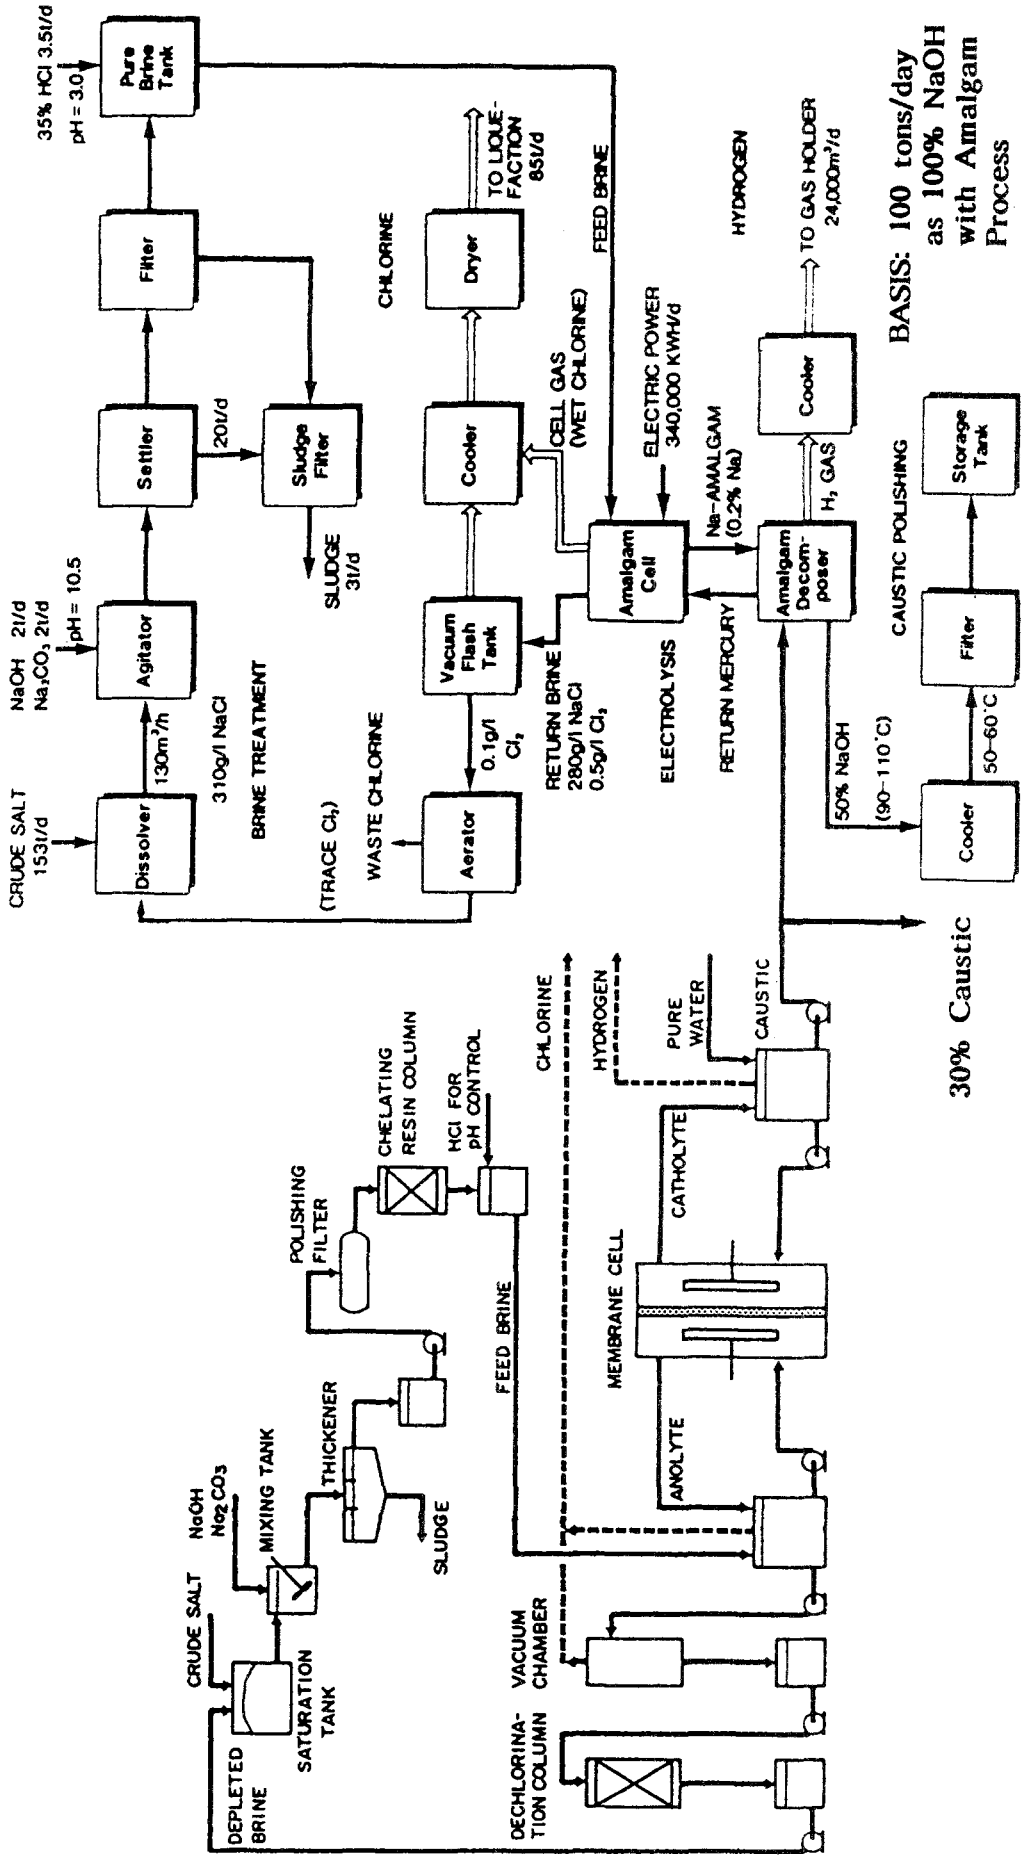 CRUDE SALT
153t/d
Dissolver
130m³/h
310g/l NaCl
BRINE TREATMENT
NaOH 2t/d
Na₂CO₃ 2t/d
pH = 10.5
Agitator
Settler
20t/d
Sludge
Filter
SLUDGE
3t/d
Filter
35% HCl 3.5t/d
pH = 3.0
Pure
Brine
Tank
(TRACE Cl₂)
WASTE CHLORINE
Aerator
0.1g/l
Cl₂
Vacuum
Flash
Tank
Cooler
CHLORINE
Dryer
TO LIQUE-
FACTION
85t/d
RETURN BRINE
280g/l NaCl
0.5g/l Cl₂
CELL GAS
(WET CHLORINE)
FEED BRINE
Amalgam
Cell
ELECTRIC POWER
340,000 KWH/d
ELECTROLYSIS
RETURN MERCURY
Na-AMALGAM
(0.2% Na)
Amalgam
Decom-
poser
H₂ GAS
Cooler
HYDROGEN
TO GAS HOLDER
24,000m³/d
50% NaOH
(90-110°C)
CAUSTIC POLISHING
Cooler
50-60°C
Filter
Storage
Tank
BASIS: 100 tons/day
as 100% NaOH
with Amalgam
Process
DEPLETED
BRINE
CRUDE SALT
SATURATION
TANK
NaOH
Na2CO3
MIXING TANK
THICKENER
SLUDGE
POLISHING
FILTER
CHELATING
RESIN COLUMN
HCl FOR
pH CONTROL
FEED BRINE
DECHLORINA-
TION COLUMN
VACUUM
CHAMBER
ANOLYTE
MEMBRANE CELL
CATHOLYTE
CHLORINE
HYDROGEN
PURE
WATER
CAUSTIC
30% Caustic